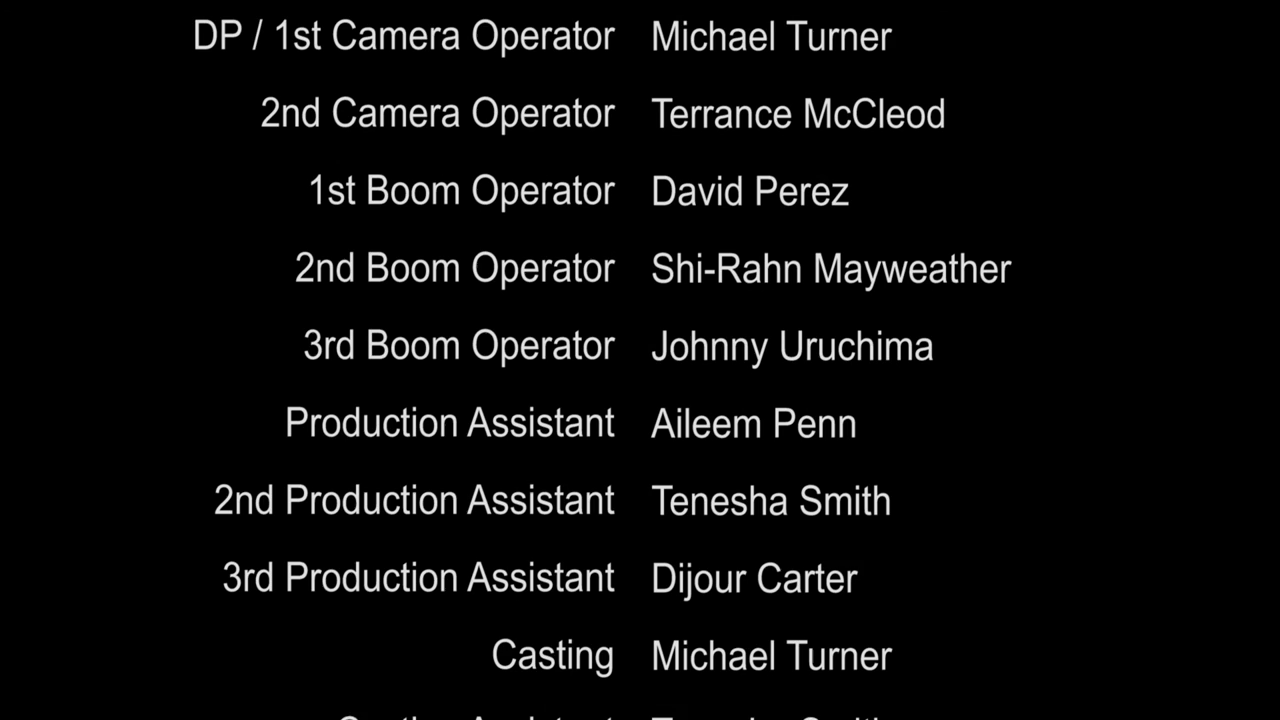 DP / 1st Camera Operator Michael Turner
2nd Camera Operator Terrance McCleod
1st Boom Operator David Perez
2nd Boom Operator Shi-Rahn Mayweather
3rd Boom Operator Johnny Uruchima
Production Assistant Aileem Penn
2nd Production Assistant Tenesha Smith
3rd Production Assistant Dijour Carter
Casting Michael Turner